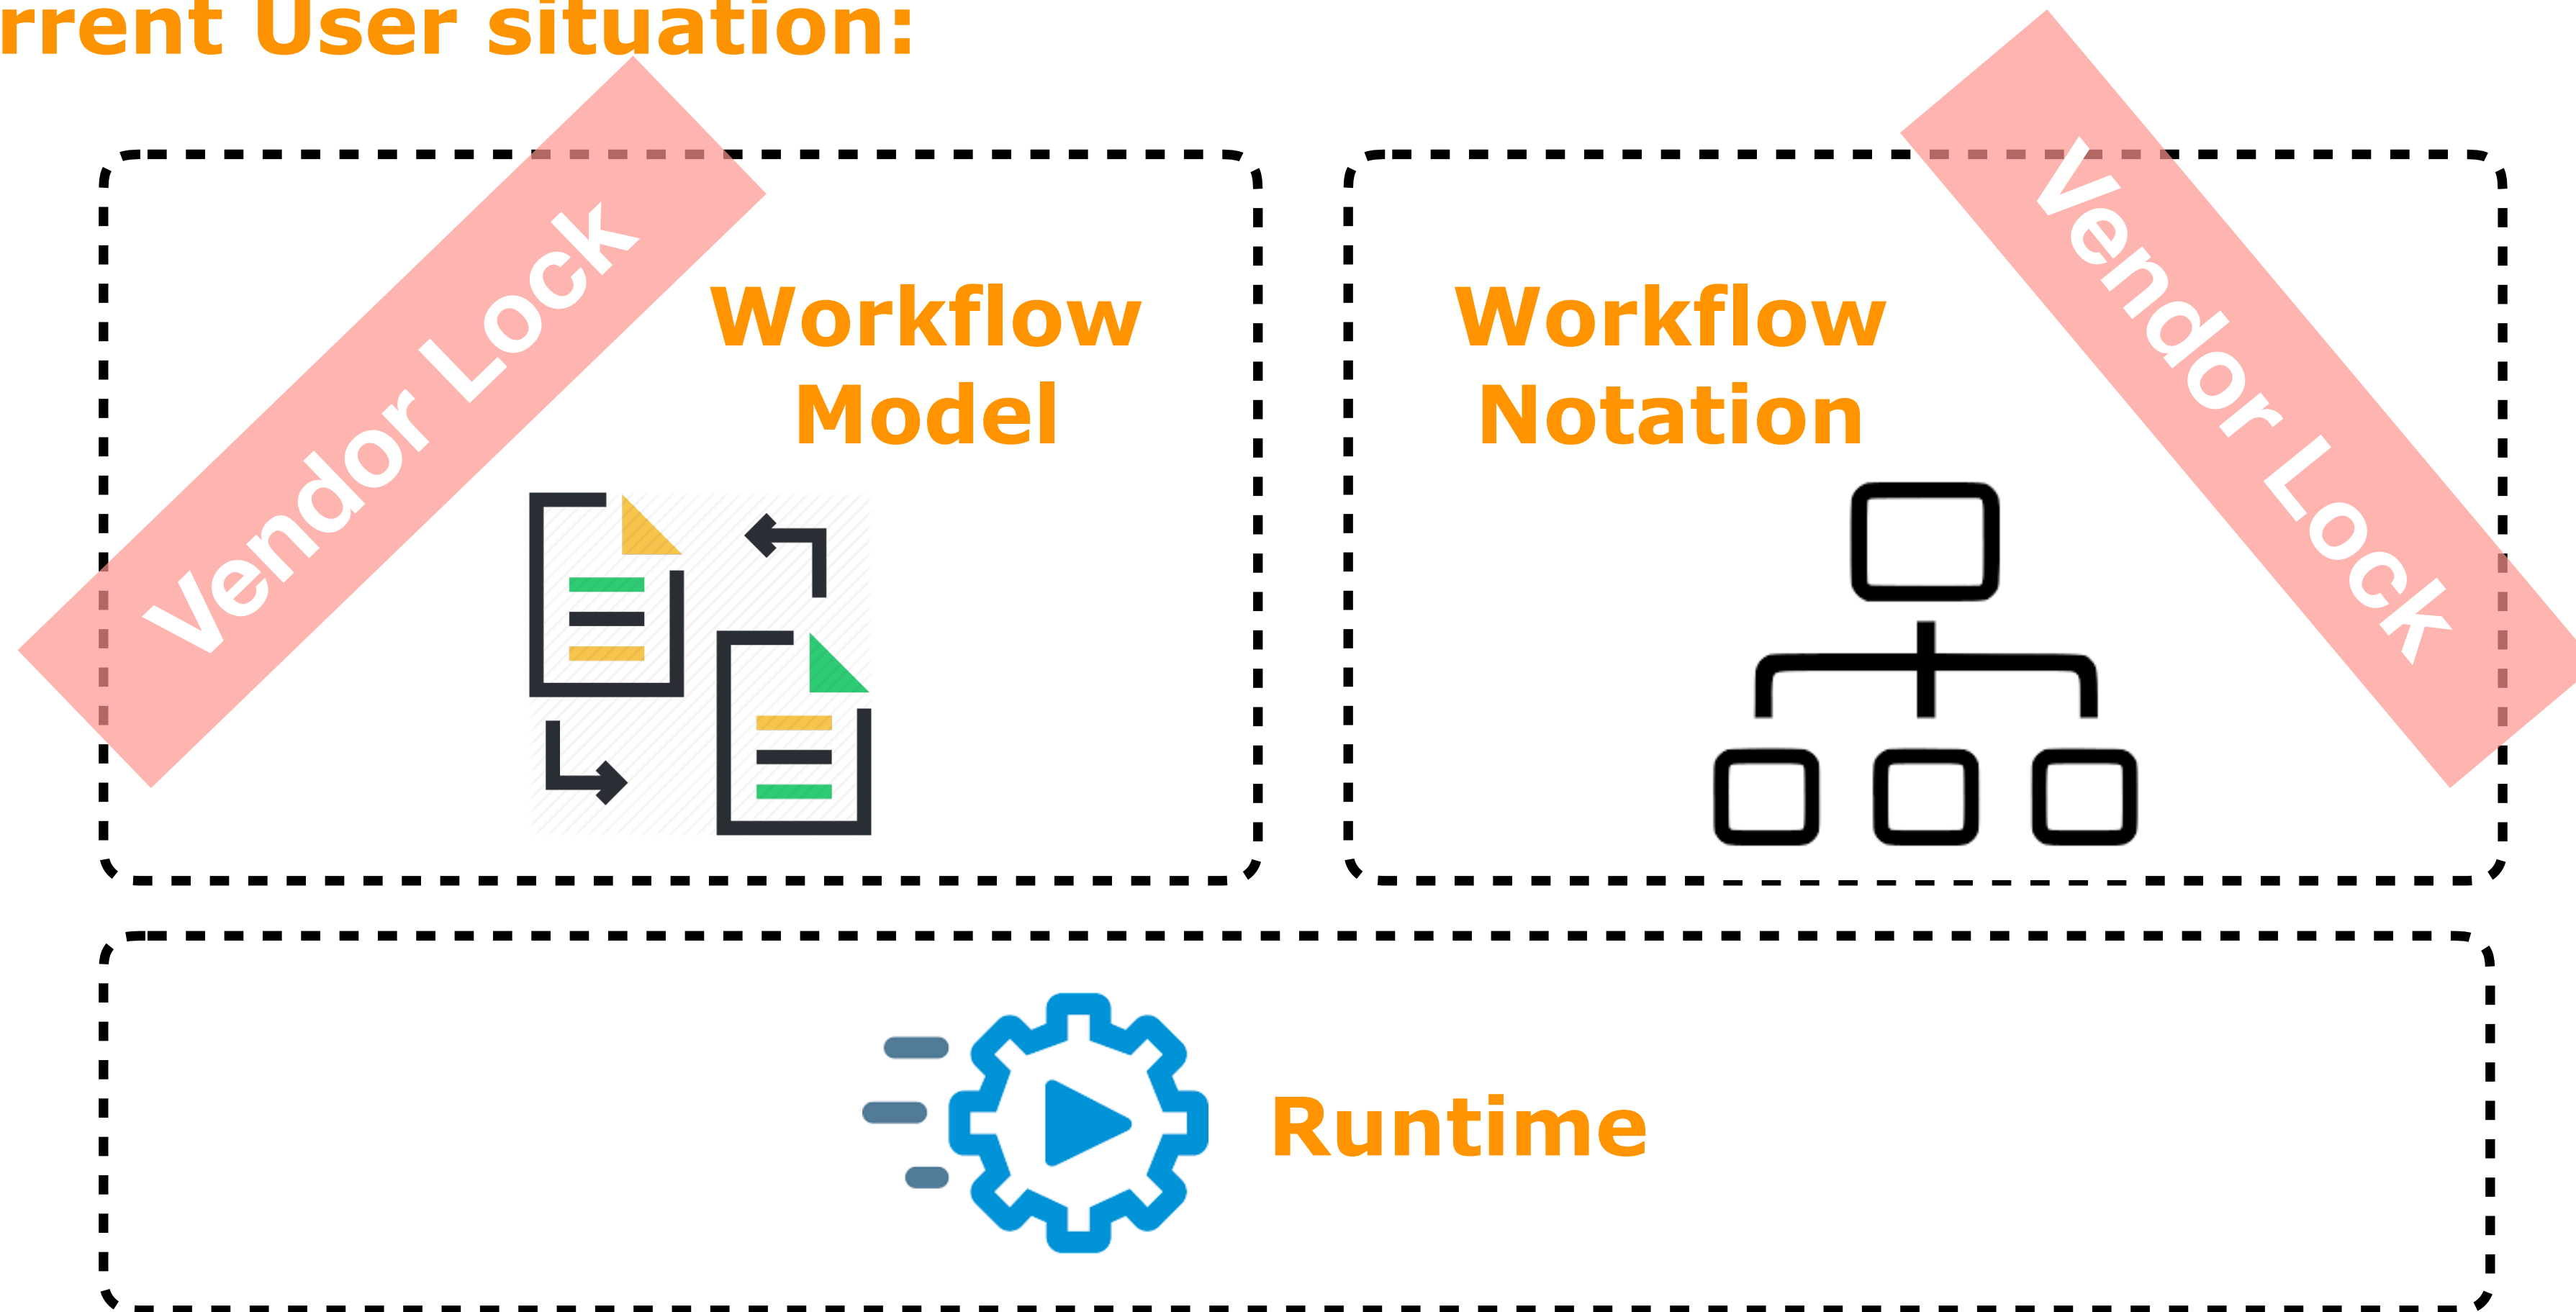 rrent User situation:
Vendor Lock
Workflow
Model
Workflow
Notation
Vendor Lock
Runtime